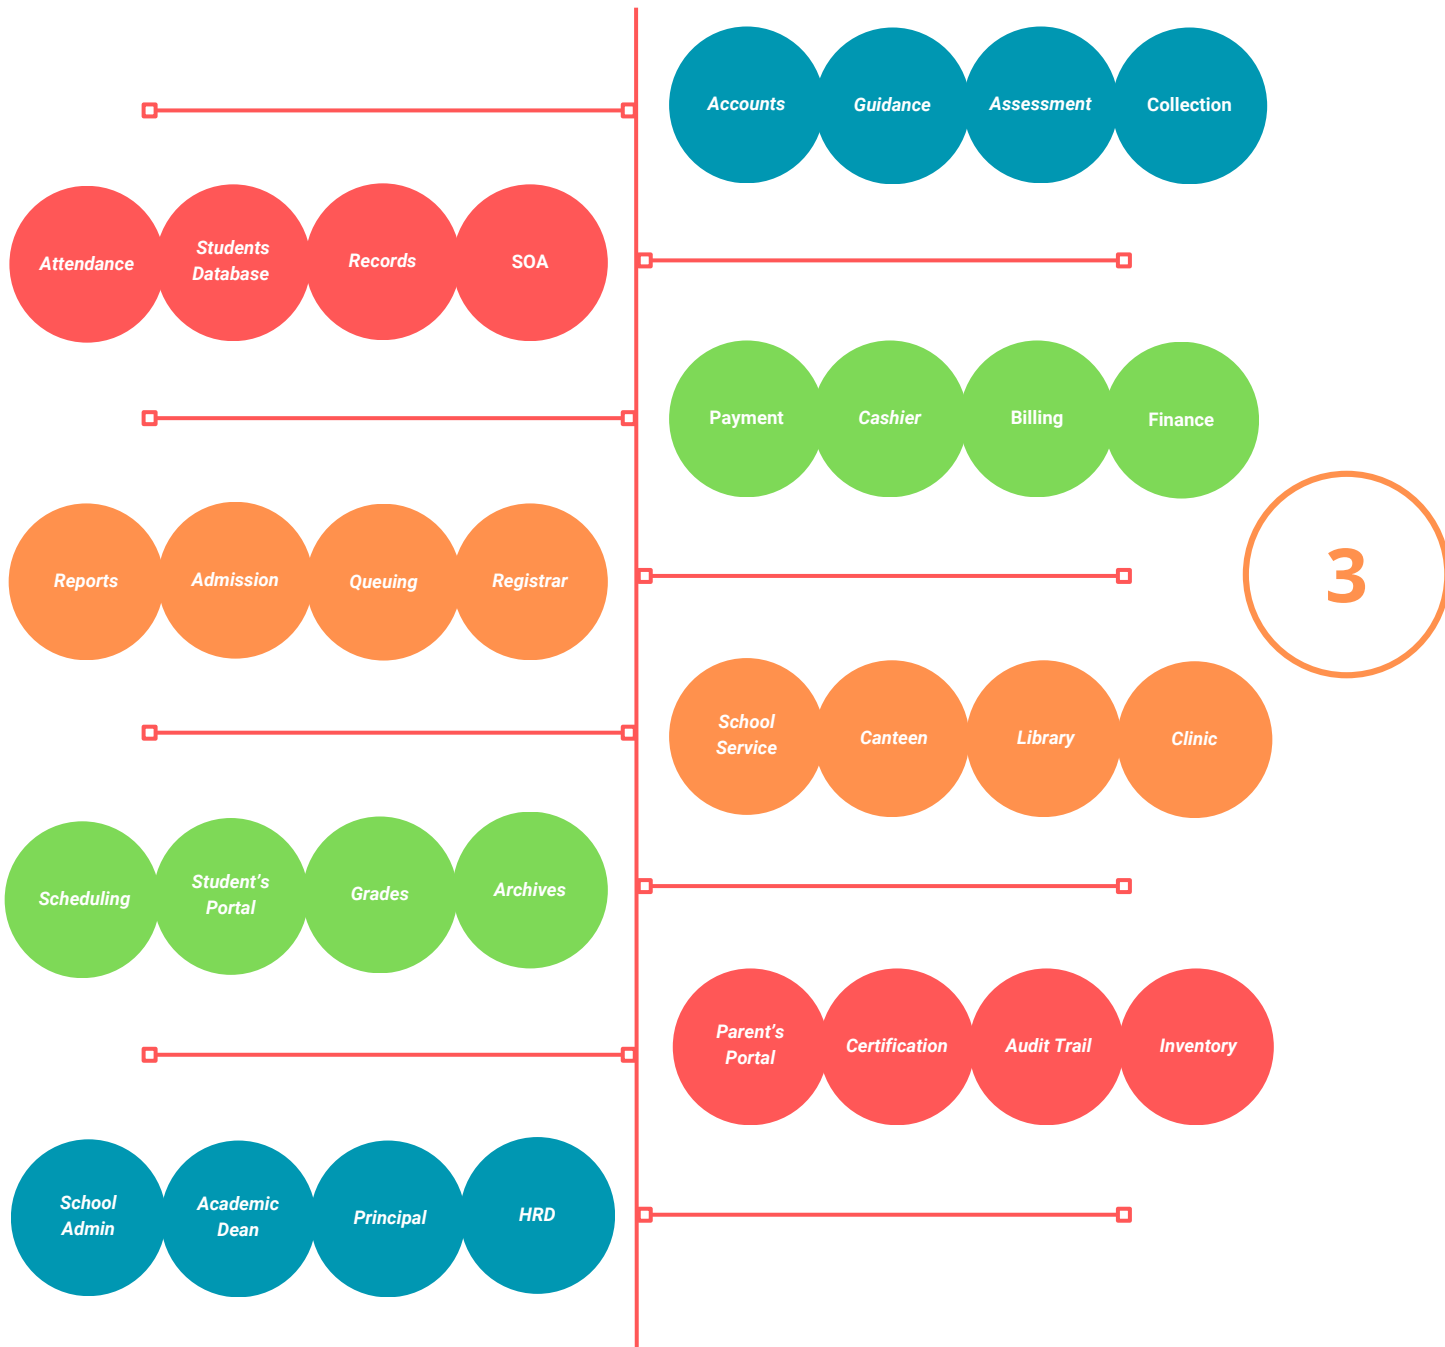 Accounts
Guidance
Assessment
Collection
Attendance
Students
Database
Records
SOA
Payment
Cashier
Billing
Finance
Reports
Admission
Queuing
Registrar
3
School
Service
Canteen
Library
Clinic
Scheduling
Student’s
Portal
Grades
Archives
Parent’s
Portal
Certification
Audit Trail
Inventory
School
Admin
Academic
Dean
Principal
HRD